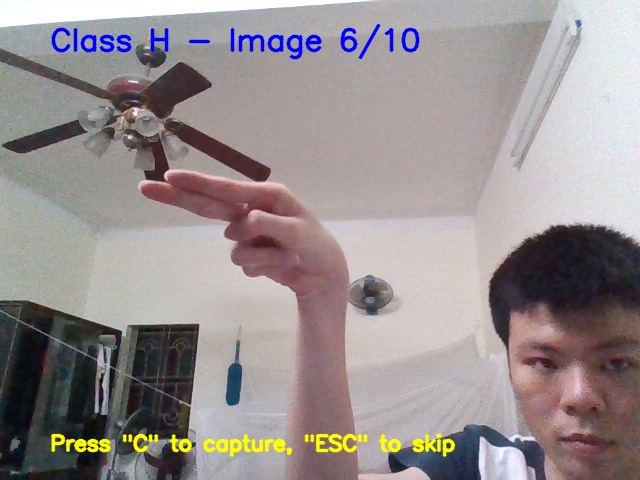 Class H - Image 6/10
Press "C" to capture, "ESC" to skip